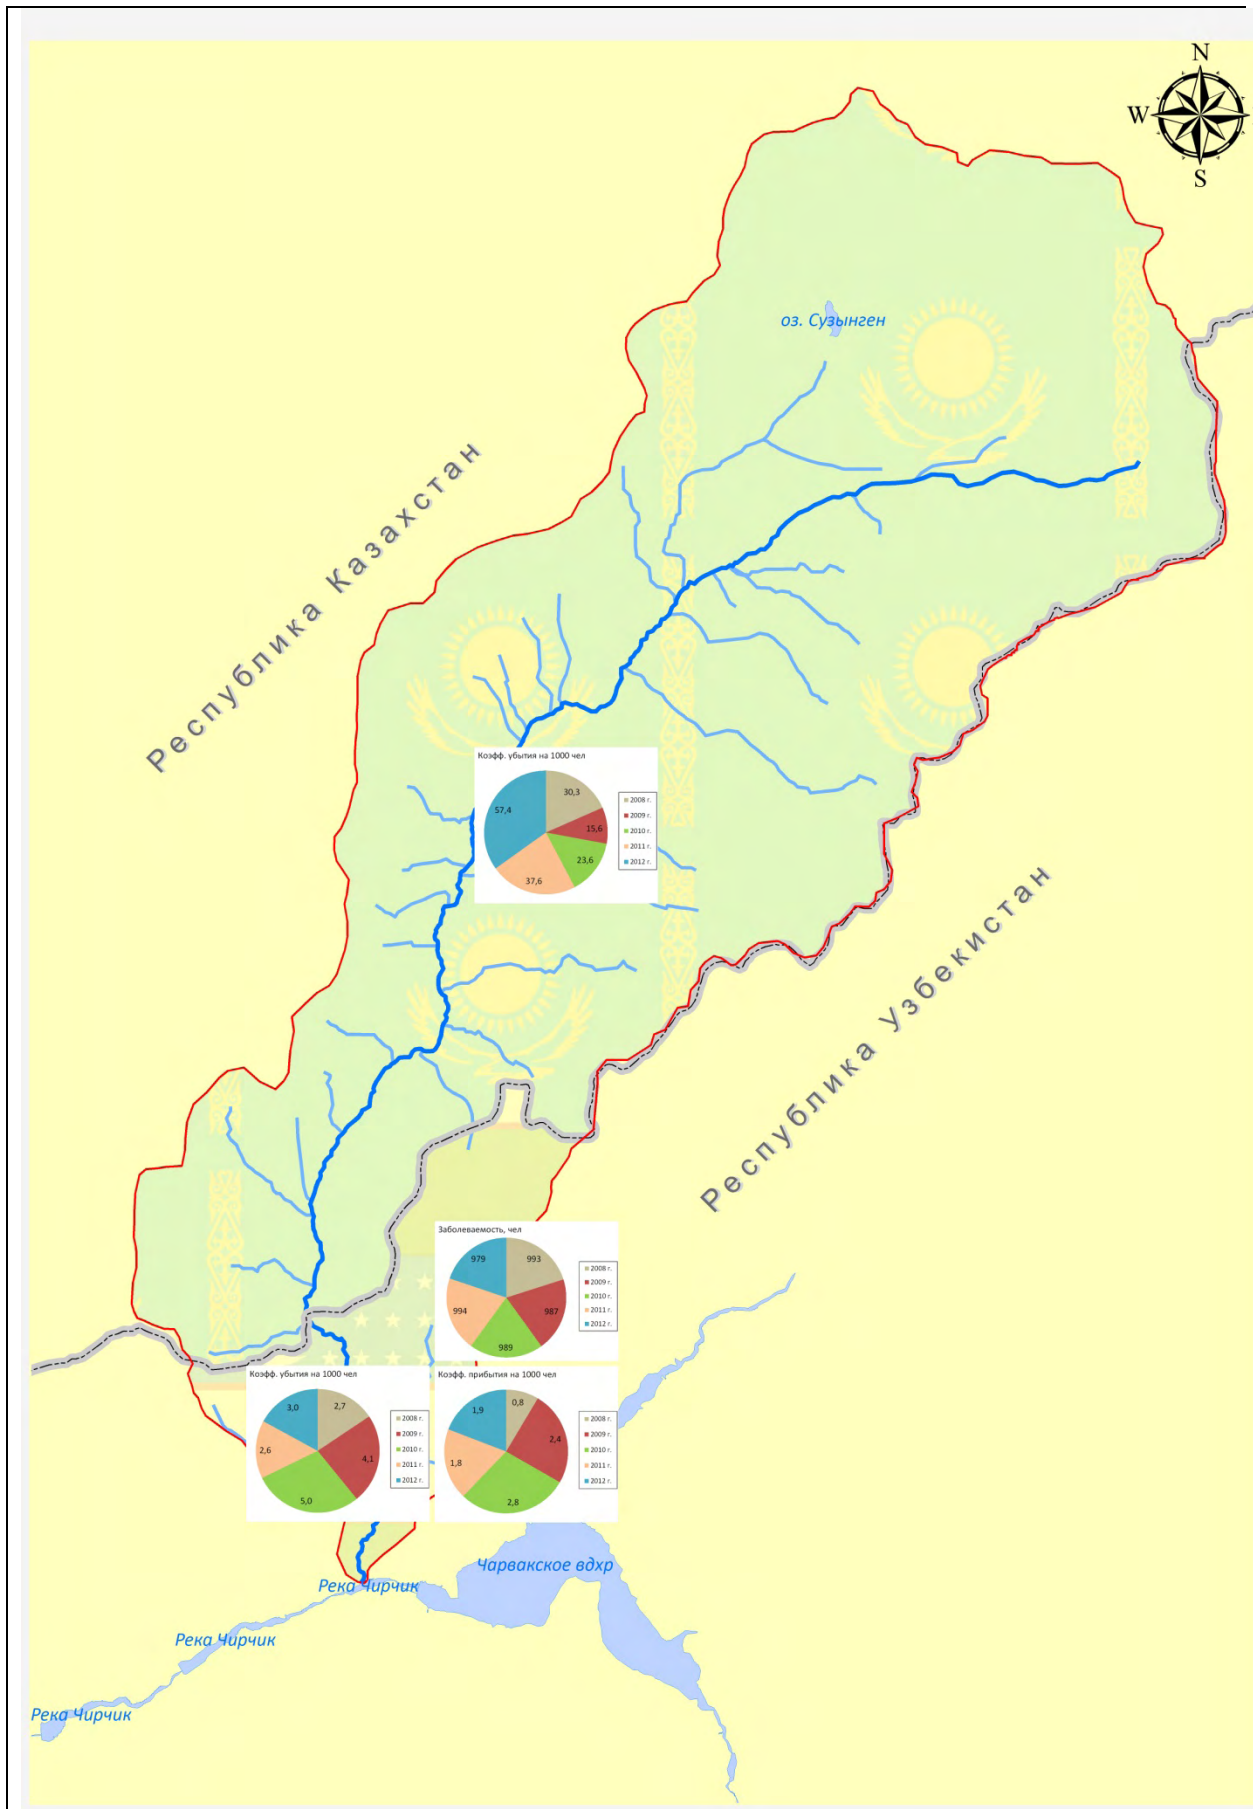 N
W
S
оз. Сузынген
Республика Казахстан
Коэфф. убытия на 1000 чел
30,3
15,6
23,6
37,6
57,4
2008 г.
2009 г.
2010 г.
2011 г.
2012 г.
Республика Узбекистан
Заболеваемость, чел
993
987
989
994
979
2008 г.
2009 г.
2010 г.
2011 г.
2012 г.
Коэфф. убытия на 1000 чел
2,7
4,1
5,0
2,6
3,0
2008 г.
2009 г.
2010 г.
2011 г.
2012 г.
Коэфф. прибытия на 1000 чел
0,8
2,4
2,8
1,8
1,9
2008 г.
2009 г.
2010 г.
2011 г.
2012 г.
Чарвакское вдхр
Река Чирчик
Река Чирчик
Река Чирчик